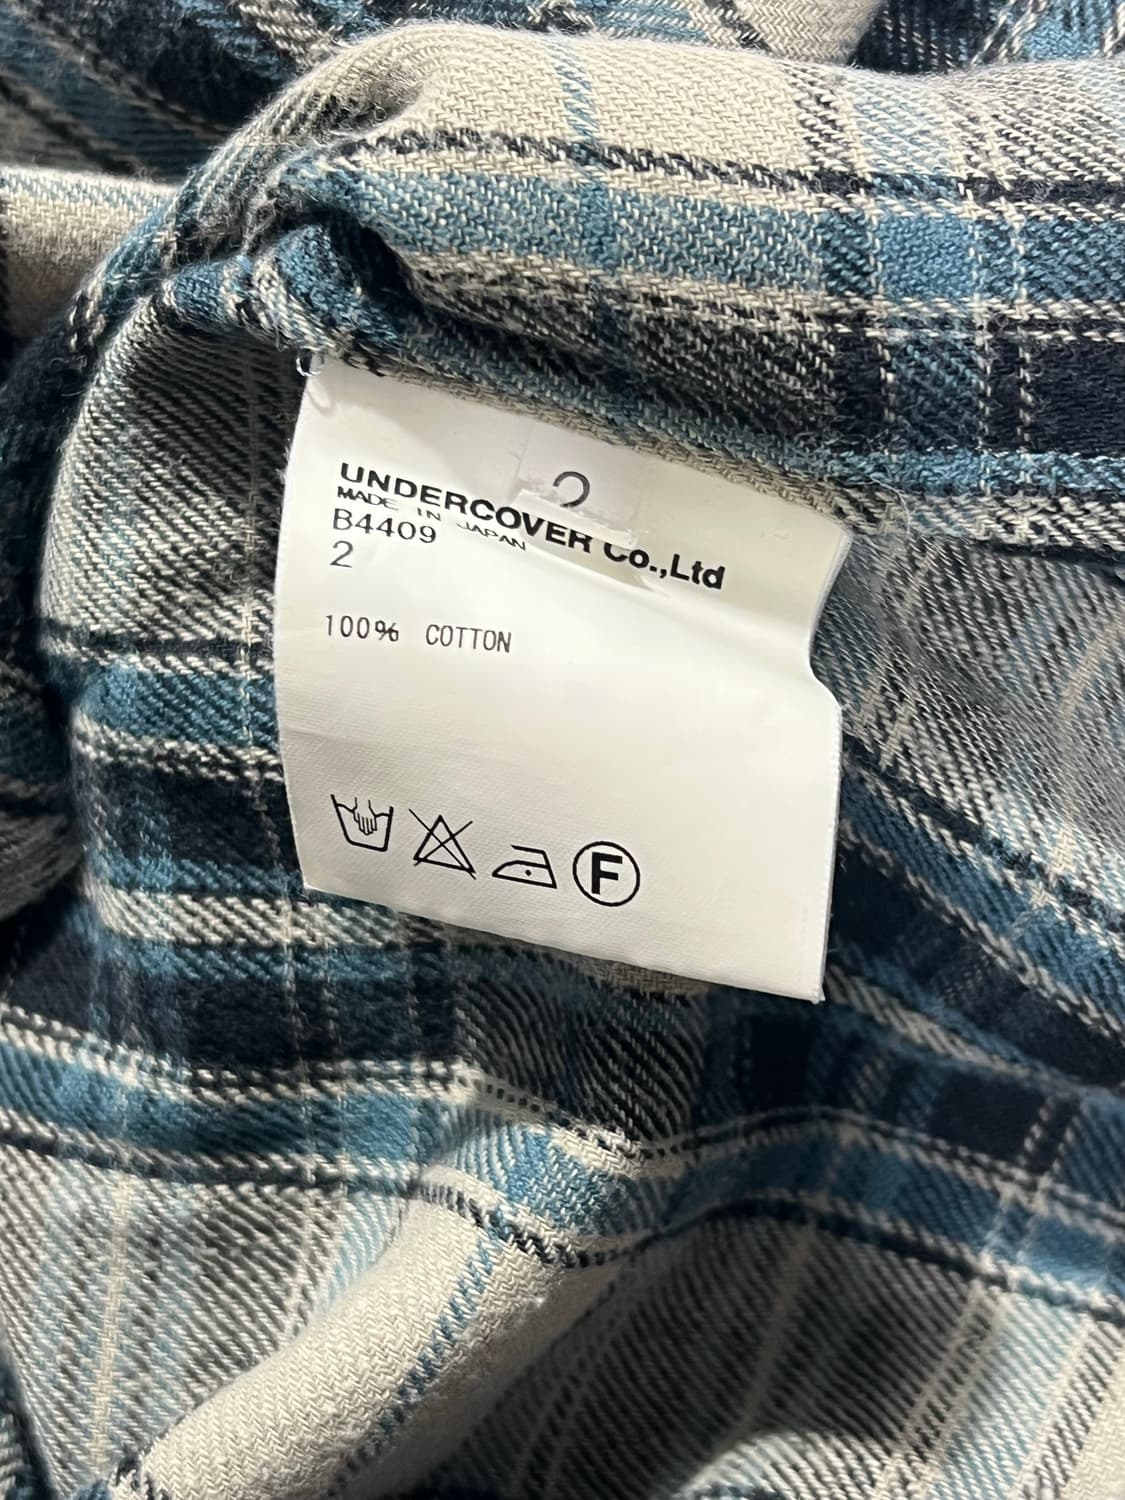 2
UNDERCOVER Co.,Ltd
MADE IN JAPAN
B4409
2
100% COTTON
F